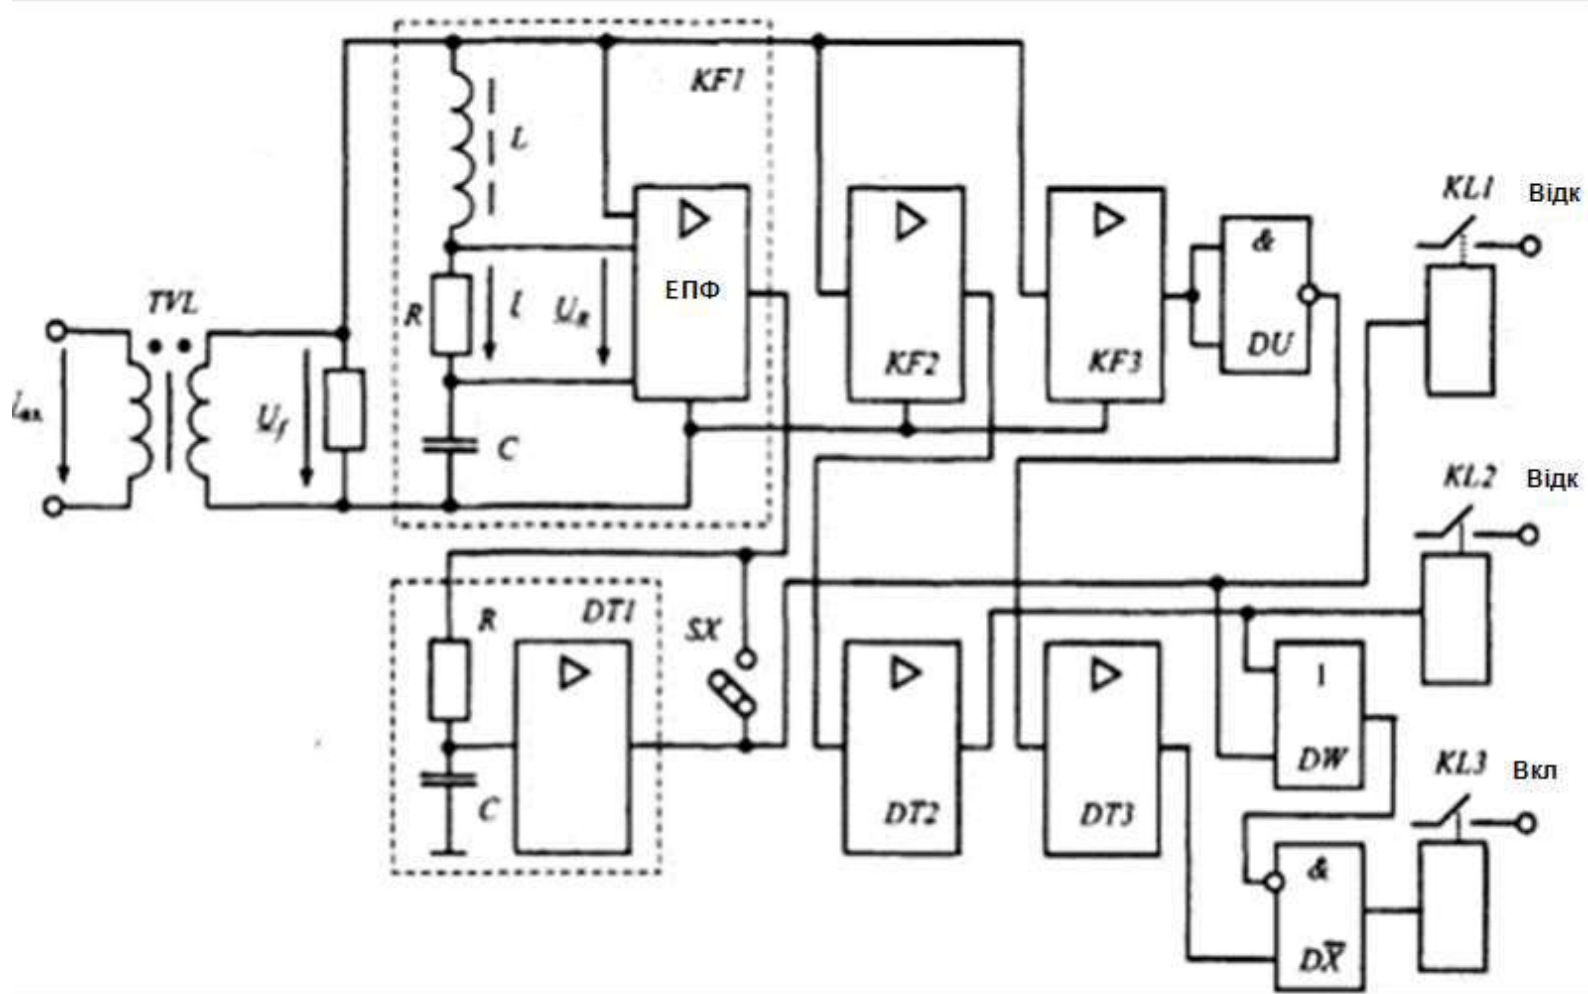 KF1
L
KL1 Відк
&
ЕПФ
TVL
R
I
U_R
KF2
KF3
DU
U_f
C
KL2 Відк
R
DT1
SX
1
DW
KL3 Вкл
C
DT2
DT3
&
DX̅